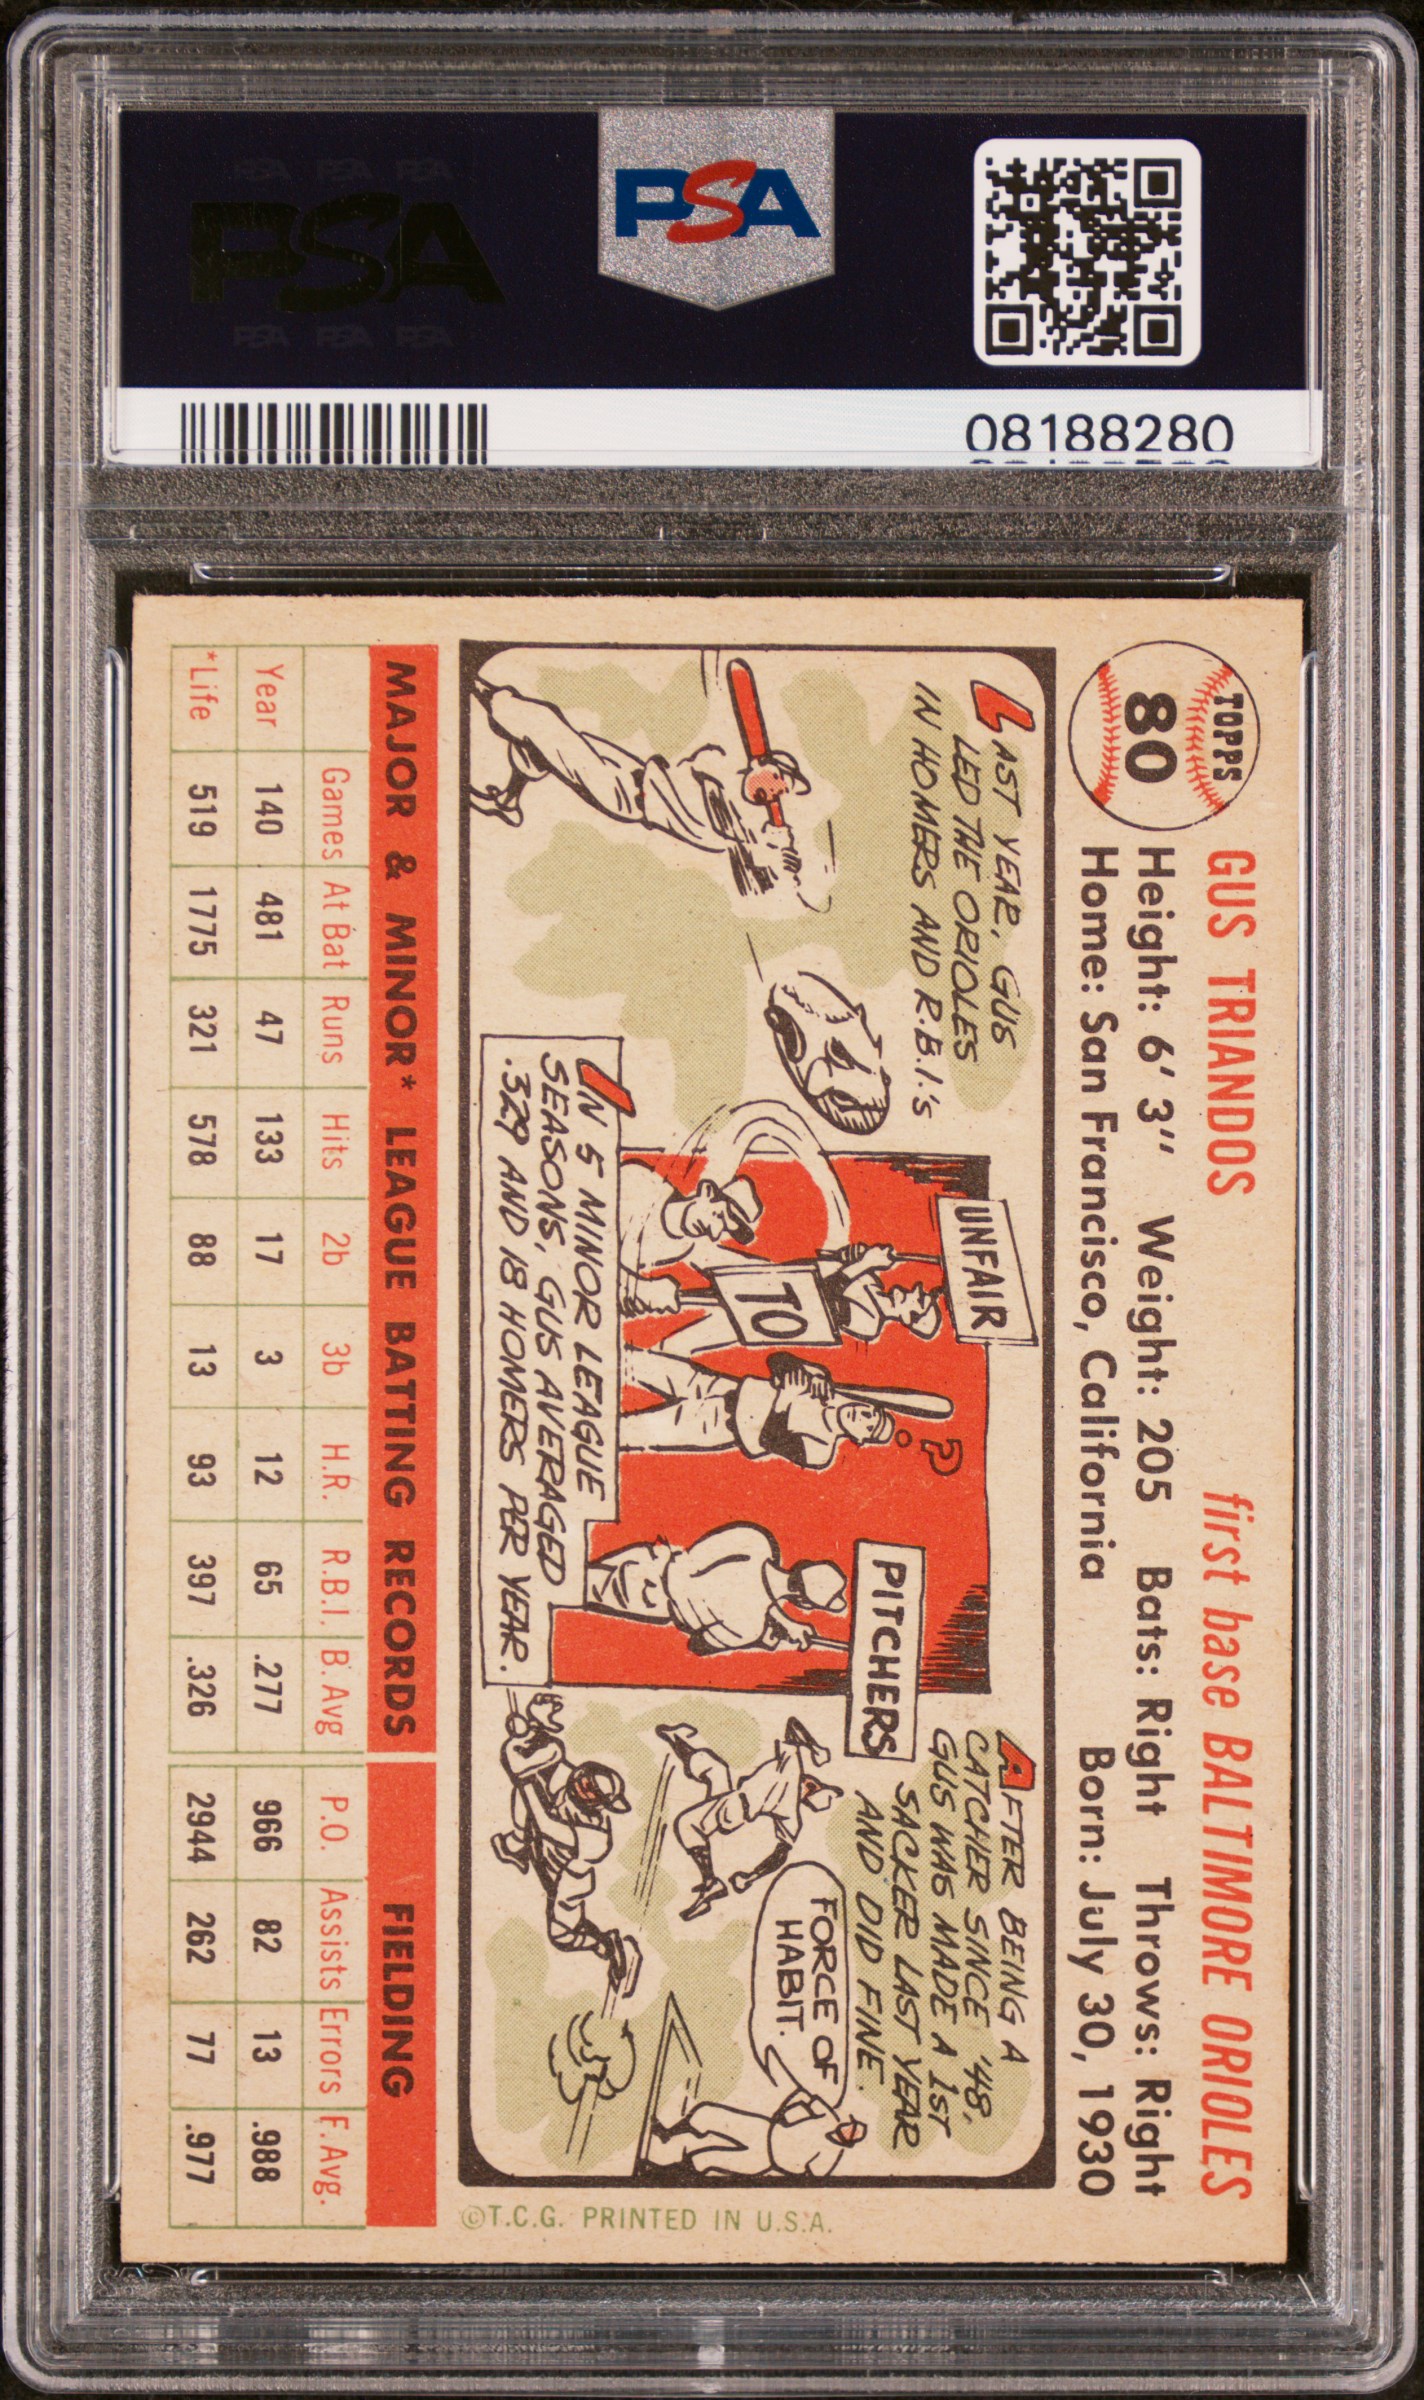 PSA PSA PSA
PSA
PSA PSA PSA
PSA
08188280
TOPPS
80
GUS TRIANDOS first base BALTIMORE ORIOLES
Height: 6' 3" Weight: 205 Bats: Right Throws: Right
Home: San Francisco, California Born: July 30, 1930
LAST YEAR, GUS
LED THE ORIOLES
IN HOMERS AND R.B.I.'s
UNFAIR
TO
?
PITCHERS
IN 5 MINOR LEAGUE
SEASONS, GUS AVERAGED
.329 AND 18 HOMERS PER YEAR.
AFTER BEING A
CATCHER SINCE '48,
GUS WAS MADE A 1ST
SACKER LAST YEAR
AND DID FINE.
FORCE OF
HABIT.
©T.C.G. PRINTED IN U.S.A.
MAJOR & MINOR* LEAGUE BATTING RECORDS FIELDING
Games At Bat Runs Hits 2b 3b H.R. R.B.I. B. Avg P.O. Assists Errors F. Avg.
Year 140 481 47 133 17 3 12 65 .277 966 82 13 .988
*Life 519 1775 321 578 88 13 93 397 .326 2944 262 77 .977